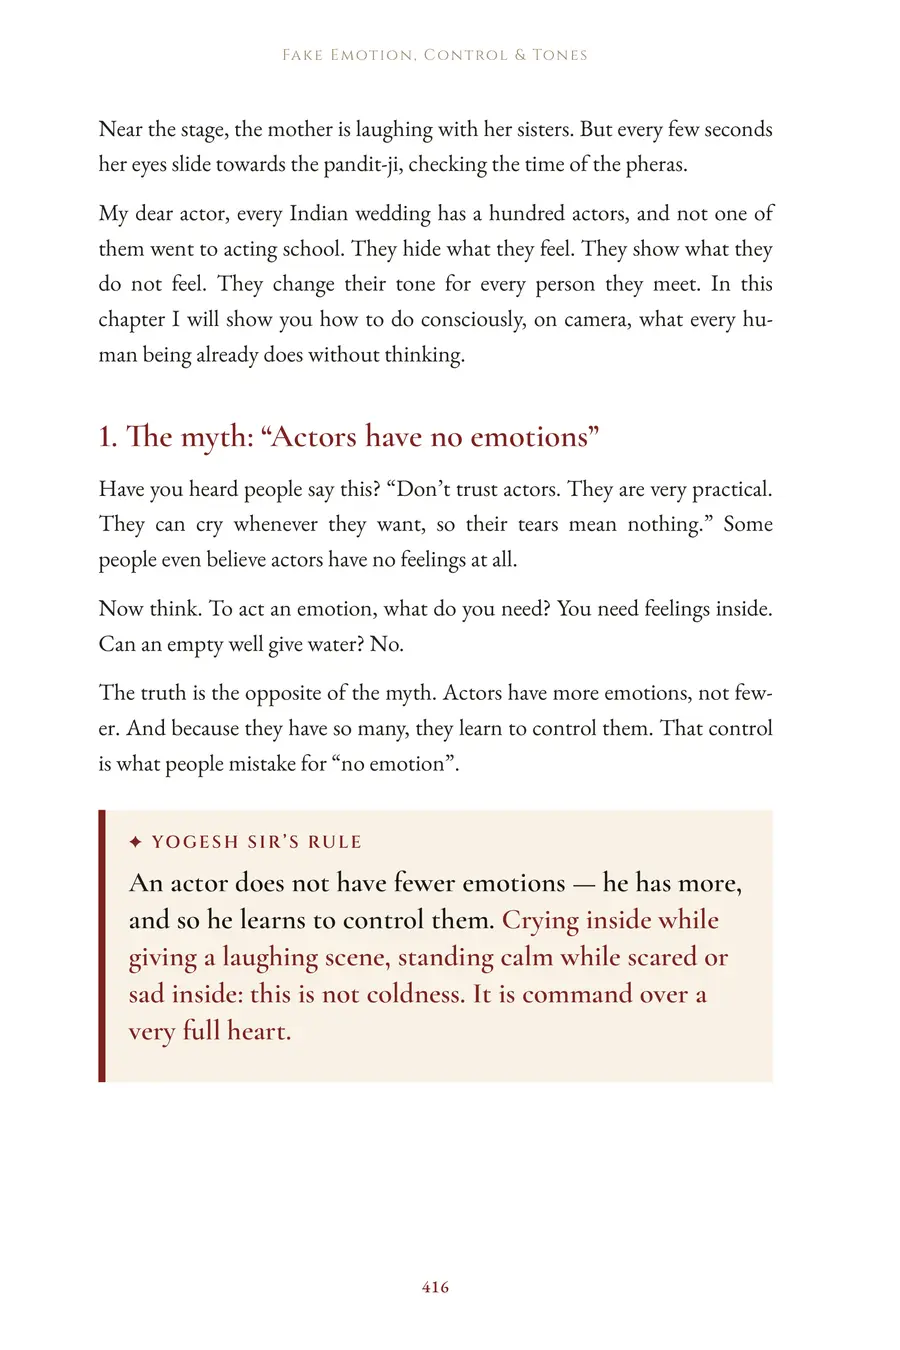 FAKE EMOTION, CONTROL & TONES
Near the stage, the mother is laughing with her sisters. But every few seconds
her eyes slide towards the pandit-ji, checking the time of the pheras.
My dear actor, every Indian wedding has a hundred actors, and not one of
them went to acting school. They hide what they feel. They show what they
do not feel. They change their tone for every person they meet. In this
chapter I will show you how to do consciously, on camera, what every hu-
man being already does without thinking.
1. The myth: “Actors have no emotions”
Have you heard people say this? “Don’t trust actors. They are very practical.
They can cry whenever they want, so their tears mean nothing.” Some
people even believe actors have no feelings at all.
Now think. To act an emotion, what do you need? You need feelings inside.
Can an empty well give water? No.
The truth is the opposite of the myth. Actors have more emotions, not few-
er. And because they have so many, they learn to control them. That control
is what people mistake for “no emotion”.
✦ YOGESH SIR’S RULE
An actor does not have fewer emotions — he has more,
and so he learns to control them. Crying inside while
giving a laughing scene, standing calm while scared or
sad inside: this is not coldness. It is command over a
very full heart.
416